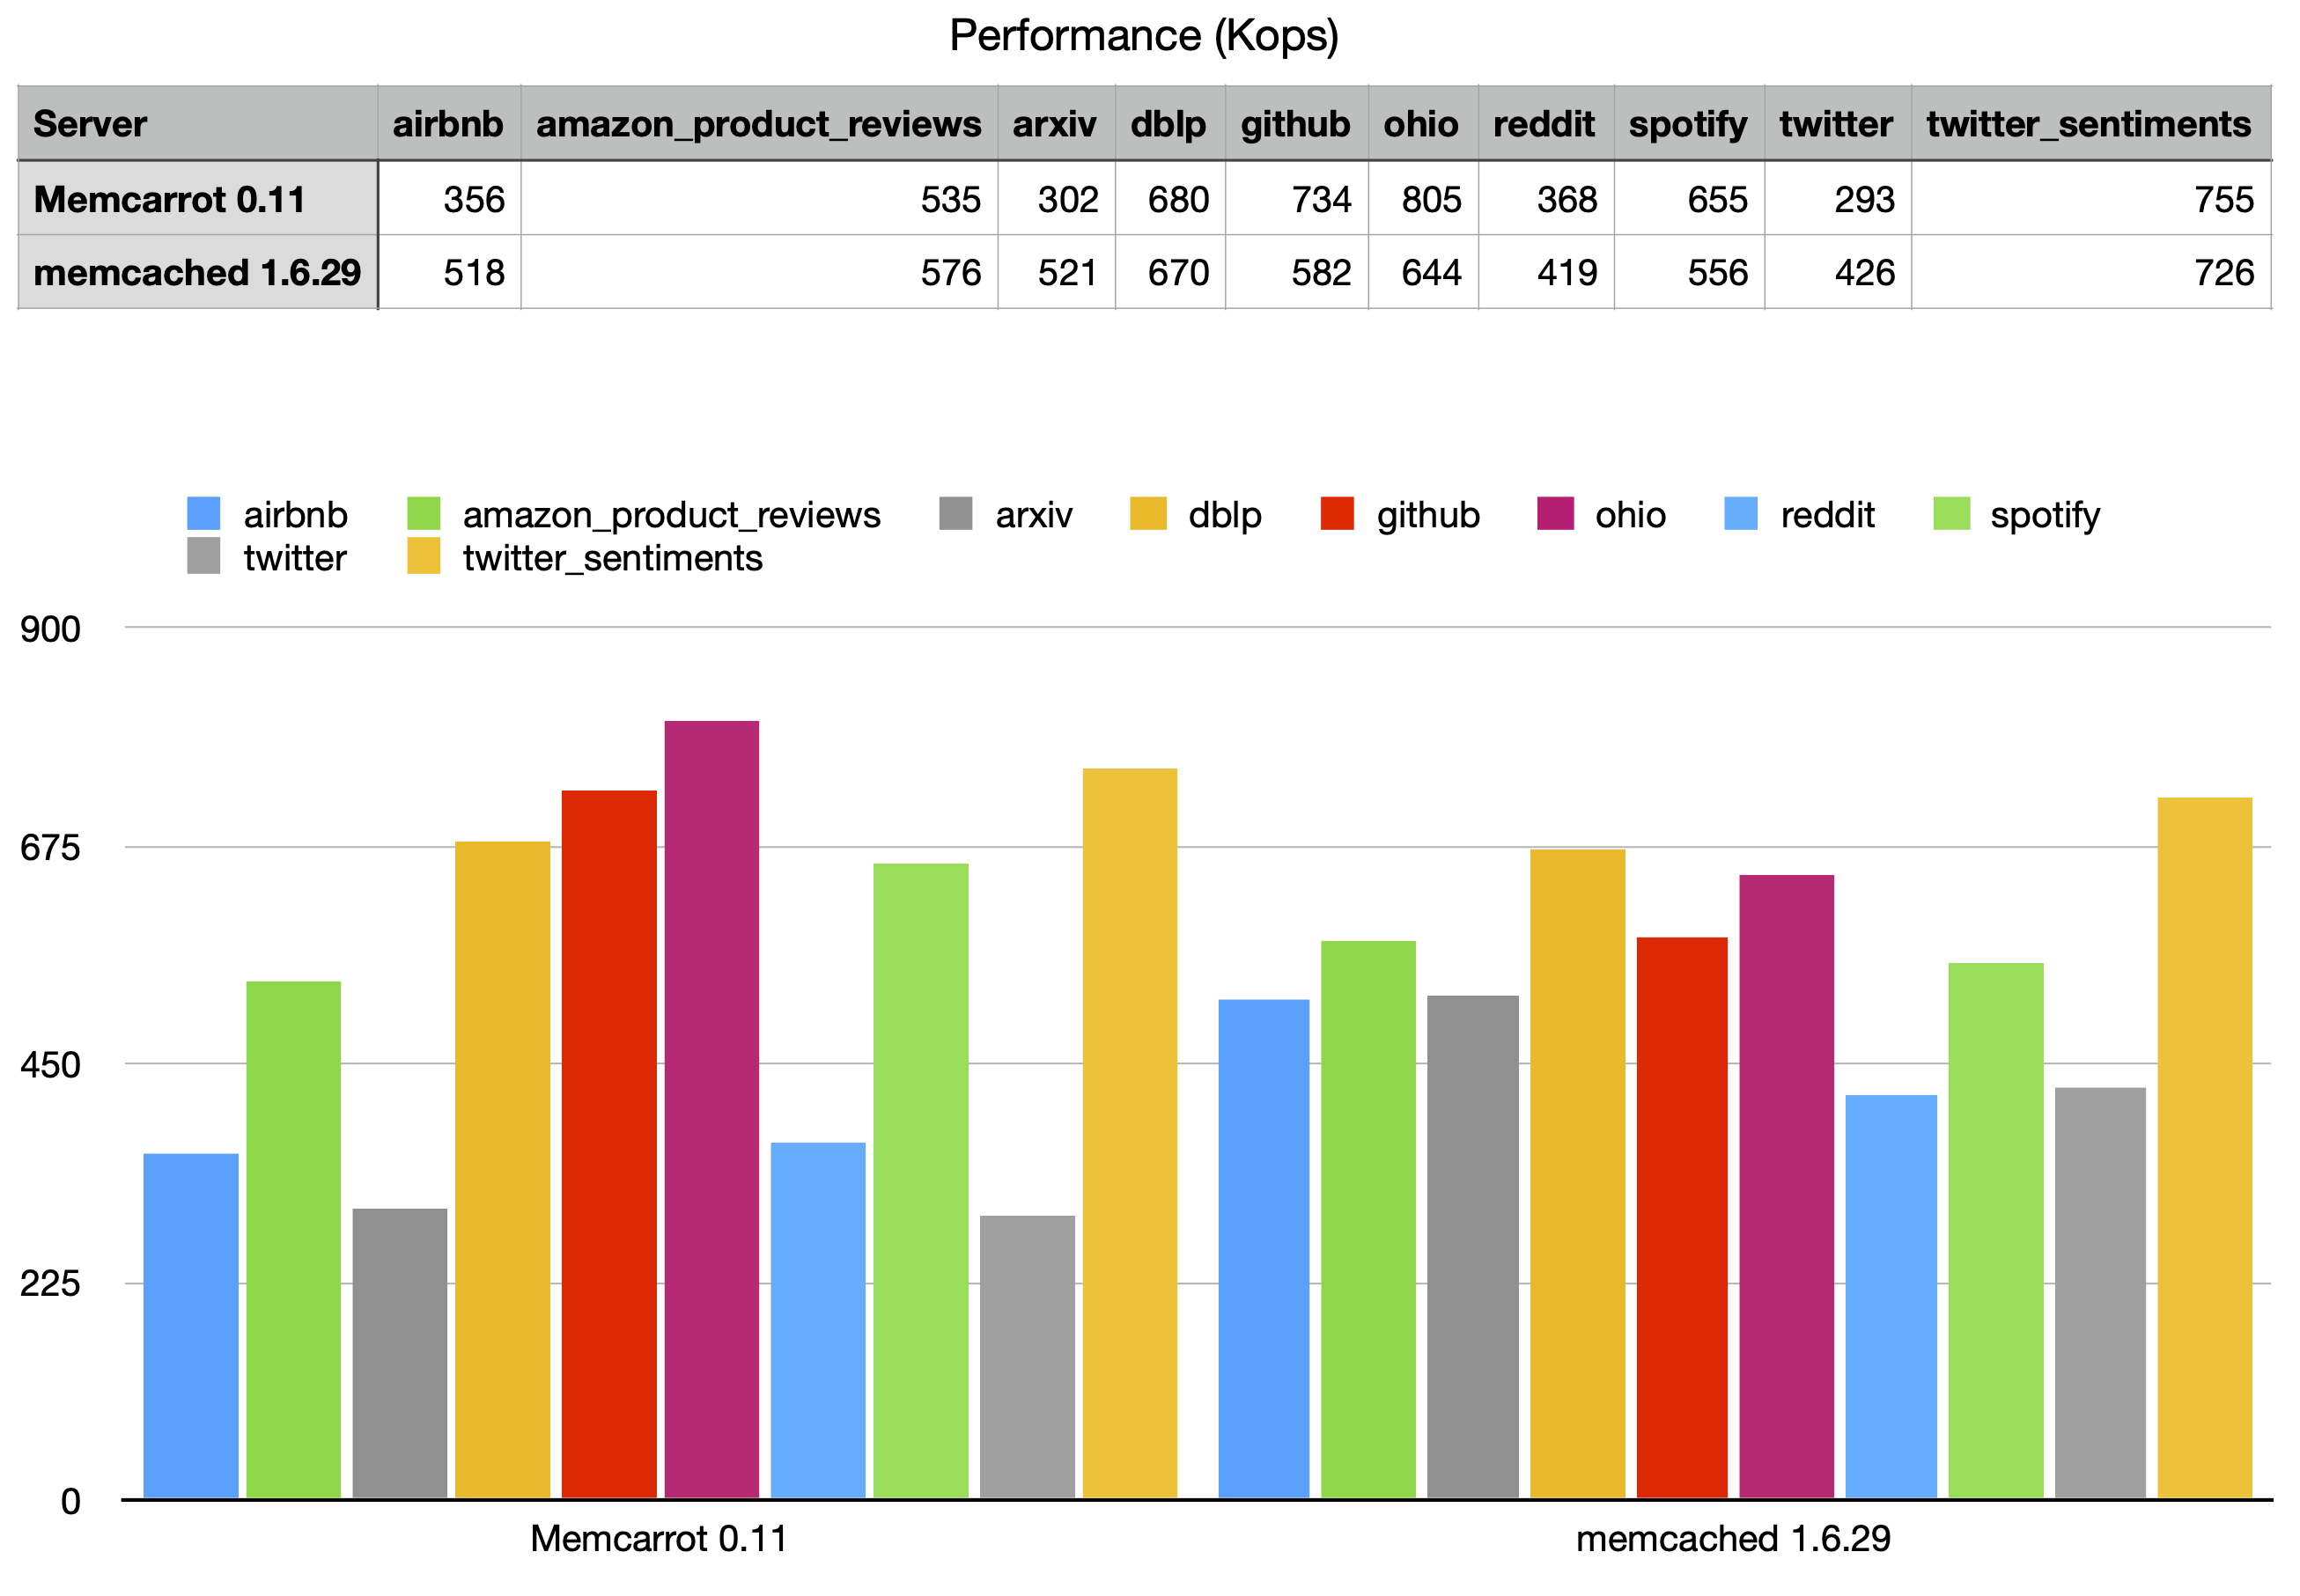 Performance (Kops)
Server airbnb amazon_product_reviews arxiv dblp github ohio reddit spotify twitter twitter_sentiments
Memcarrot 0.11 356 535 302 680 734 805 368 655 293 755
memcached 1.6.29 518 576 521 670 582 644 419 556 426 726
airbnb amazon_product_reviews arxiv dblp github ohio reddit spotify
twitter twitter_sentiments
900
675
450
225
0
Memcarrot 0.11 memcached 1.6.29